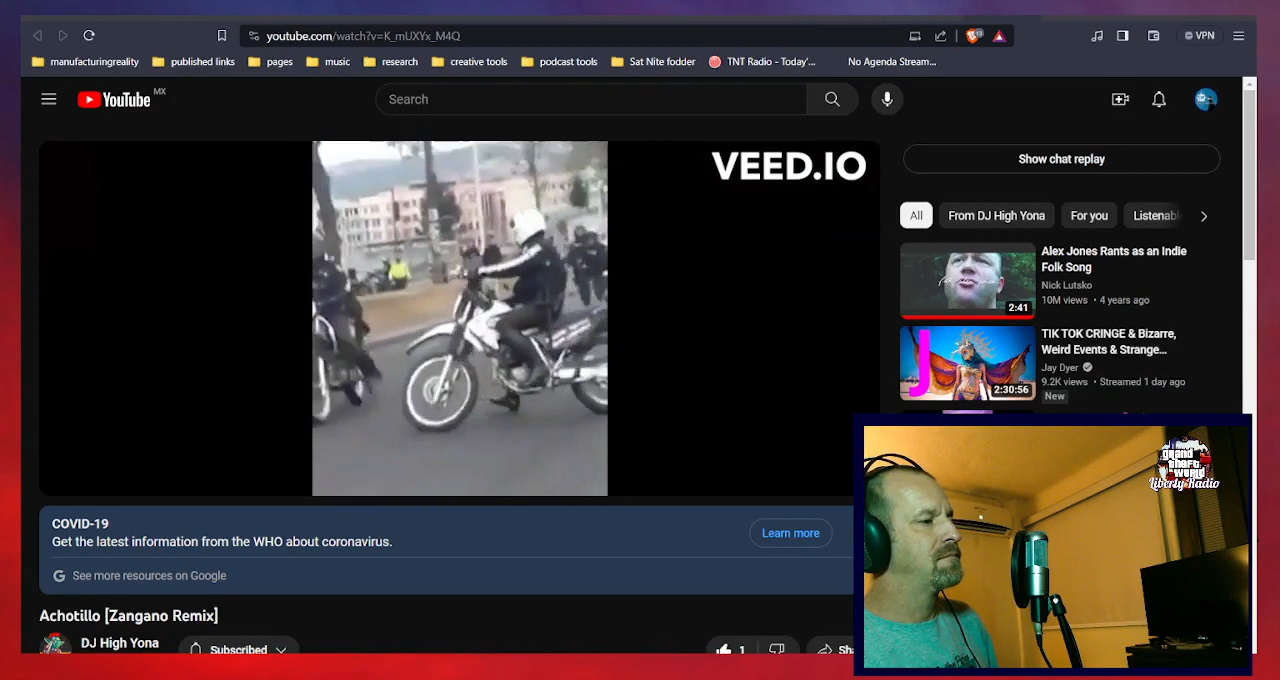 youtube.com/watch?v=K_mUXYx_M4Q
VPN
manufacturingreality published links pages music research creative tools podcast tools Sat Nite fodder TNT Radio - Today'... No Agenda Stream...
YouTube MX
Search
VEED.IO
Show chat replay
All From DJ High Yona For you Listenabl
Alex Jones Rants as an Indie
Folk Song
Nick Lutsko
10M views • 4 years ago
2:41
TIK TOK CRINGE & Bizarre,
Weird Events & Strange...
Jay Dyer
9.2K views • Streamed 1 day ago
New
2:30:56
COVID-19
Get the latest information from the WHO about coronavirus.
Learn more
See more resources on Google
Achotillo [Zangano Remix]
DJ High Yona
Subscribed
1
Sha
grand
theft
world
Liberty Radio